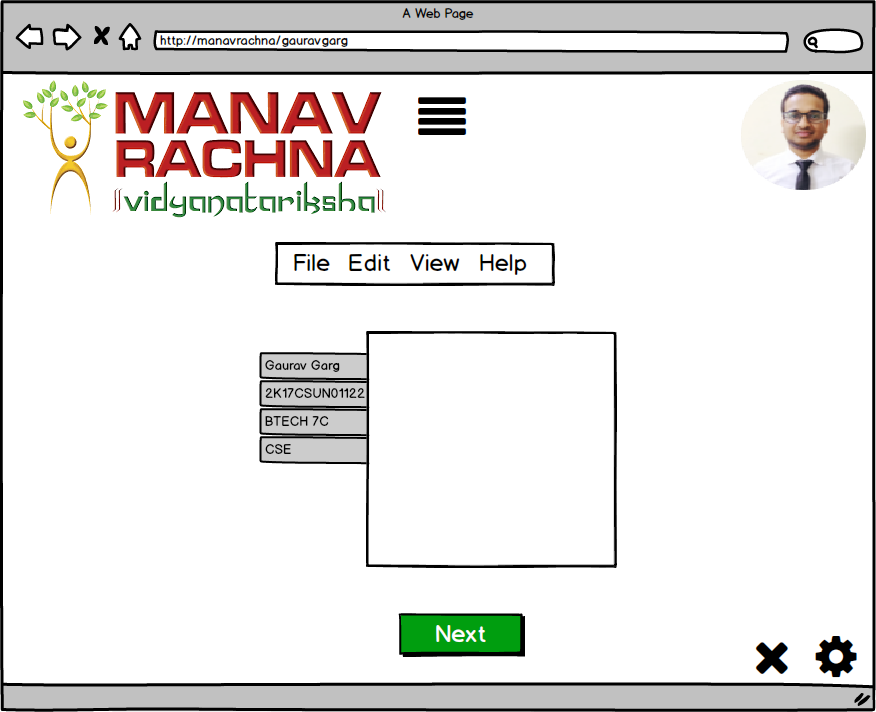 A Web Page
http://manavrachna/gauravgarg
MANAV
RACHNA
vidyanatariksha
File Edit View Help
Gaurav Garg
2K17CSUN01122
BTECH 7C
CSE
Next